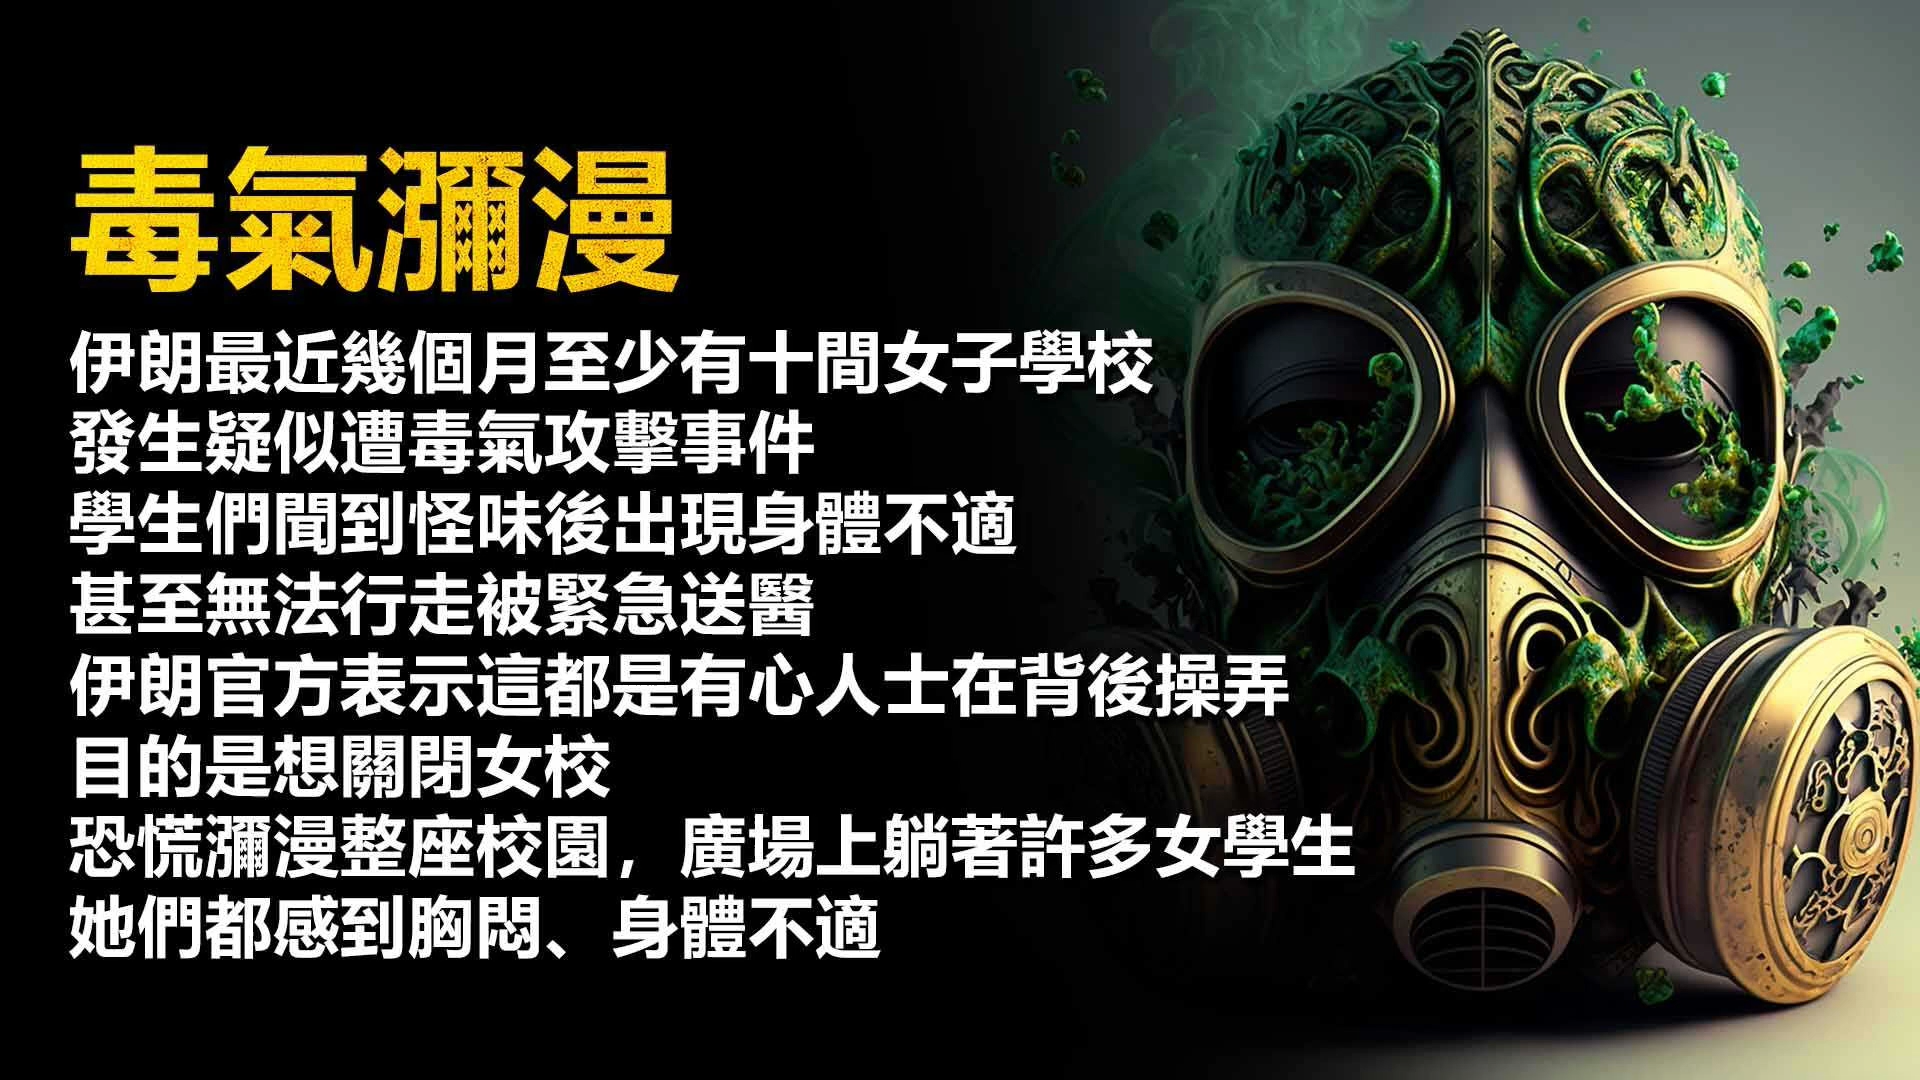 毒氣瀰漫
伊朗最近幾個月至少有十間女子學校
發生疑似遭毒氣攻擊事件
學生們聞到怪味後出現身體不適
甚至無法行走被緊急送醫
伊朗官方表示這都是有心人士在背後操弄
目的是想關閉女校
恐慌瀰漫整座校園，廣場上躺著許多女學生
她們都感到胸悶、身體不適